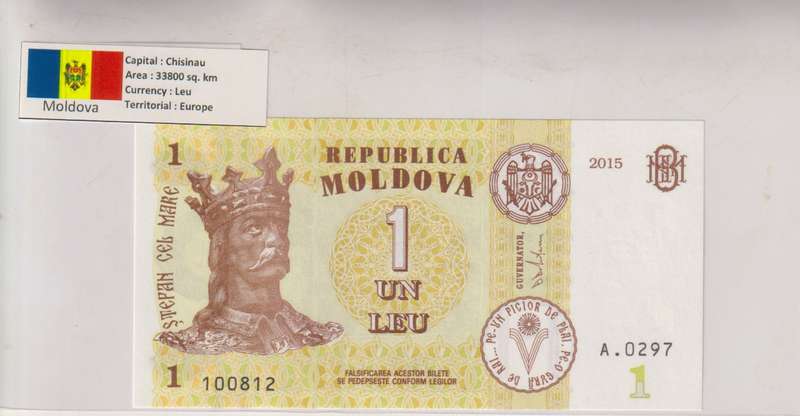 Capital : Chisinau
Area : 33800 sq. km
Currency : Leu
Territorial : Europe
Moldova
1
REPUBLICA
MOLDOVA
2015
ȘTEFAN CEL MARE
1
UN
LEU
GUVERNATOR,
PE-UN PICIOR DE PLAI, PE-O GURĂ DE RAI...
A.0297
1
100812
FALSIFICAREA ACESTOR BILETE
SE PEDEPSEȘTE CONFORM LEGILOR
1